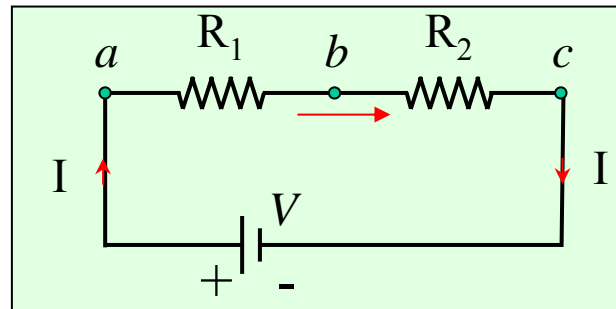 R₁ R₂
a b c
I I
V
+ -